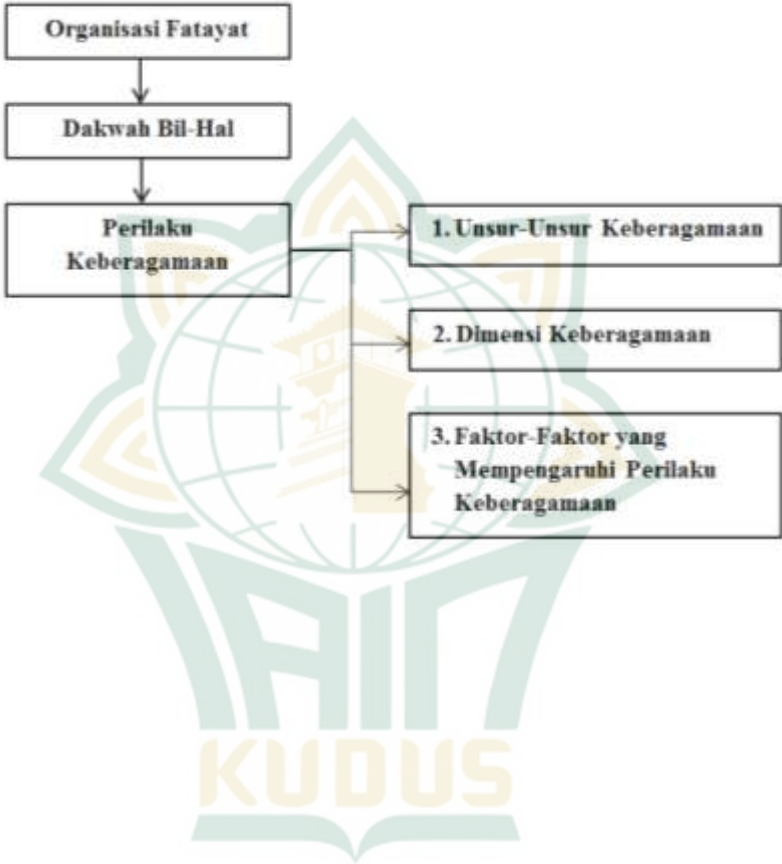 Organisasi Fatayat
Dakwah Bil-Hal
Perilaku
Keberagamaan
1. Unsur-Unsur Keberagamaan
2. Dimensi Keberagamaan
3. Faktor-Faktor yang
Mempengaruhi Perilaku
Keberagamaan
IAIN
KUDUS